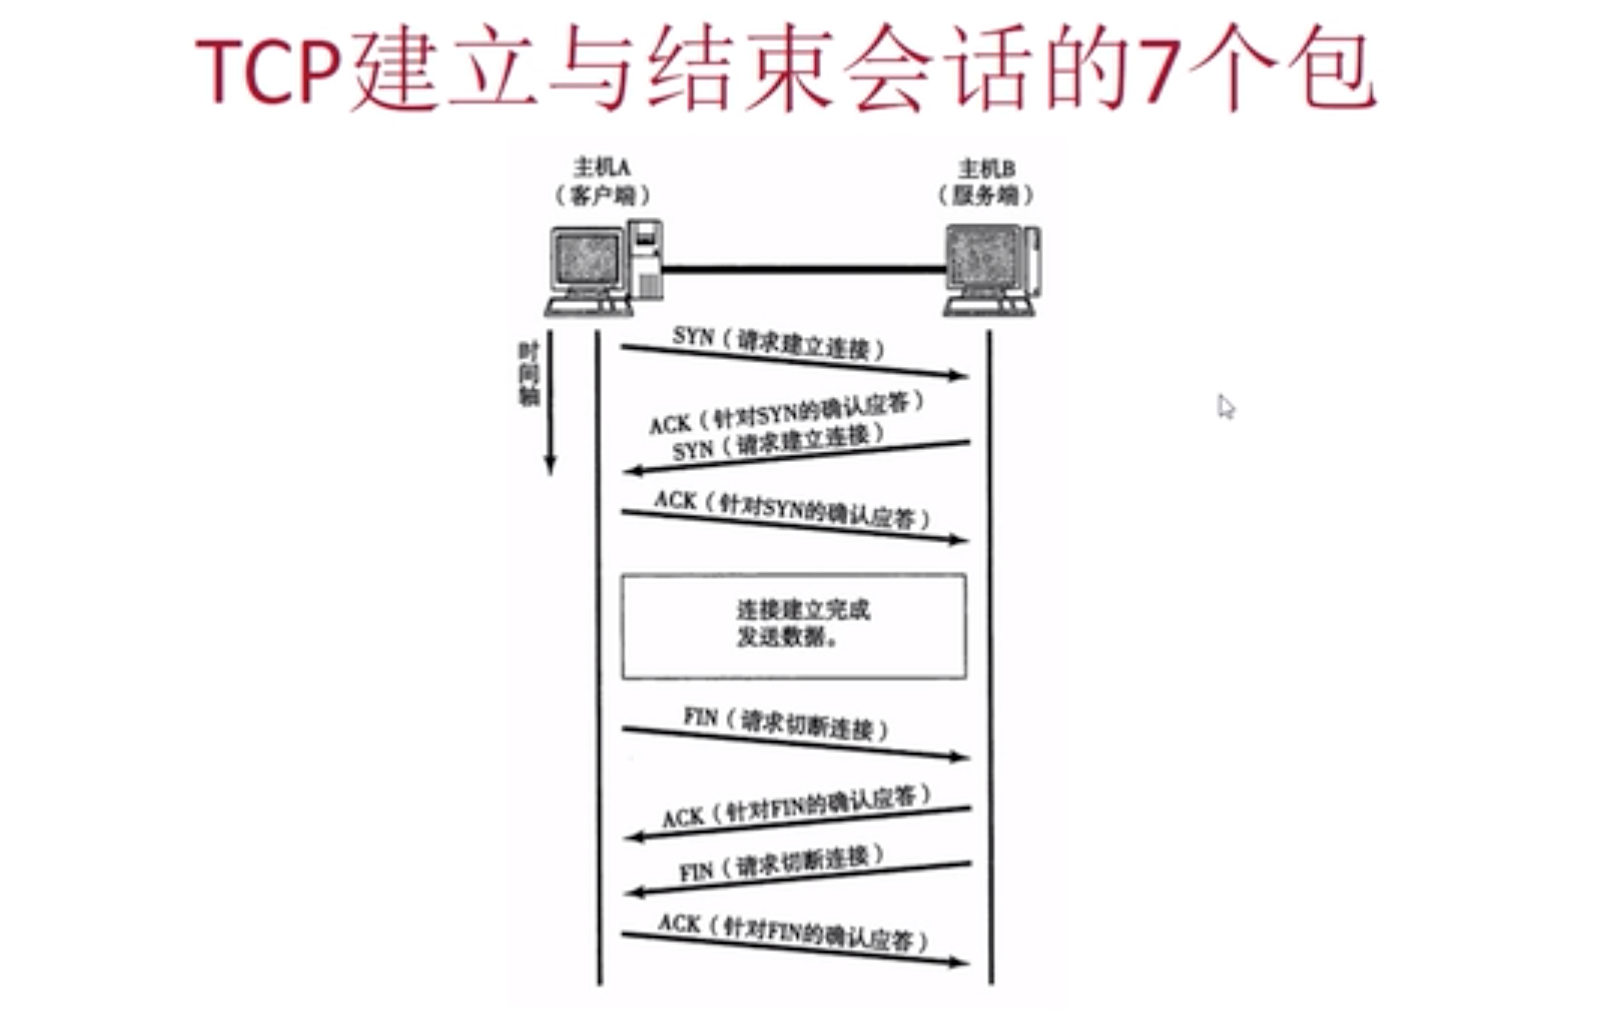 TCP建立与结束会话的7个包
主机A
（客户端）
主机B
（服务端）
时间轴
SYN（请求建立连接）
ACK（针对SYN的确认应答）
SYN（请求建立连接）
ACK（针对SYN的确认应答）
连接建立完成
发送数据。
FIN（请求切断连接）
ACK（针对FIN的确认应答）
FIN（请求切断连接）
ACK（针对FIN的确认应答）